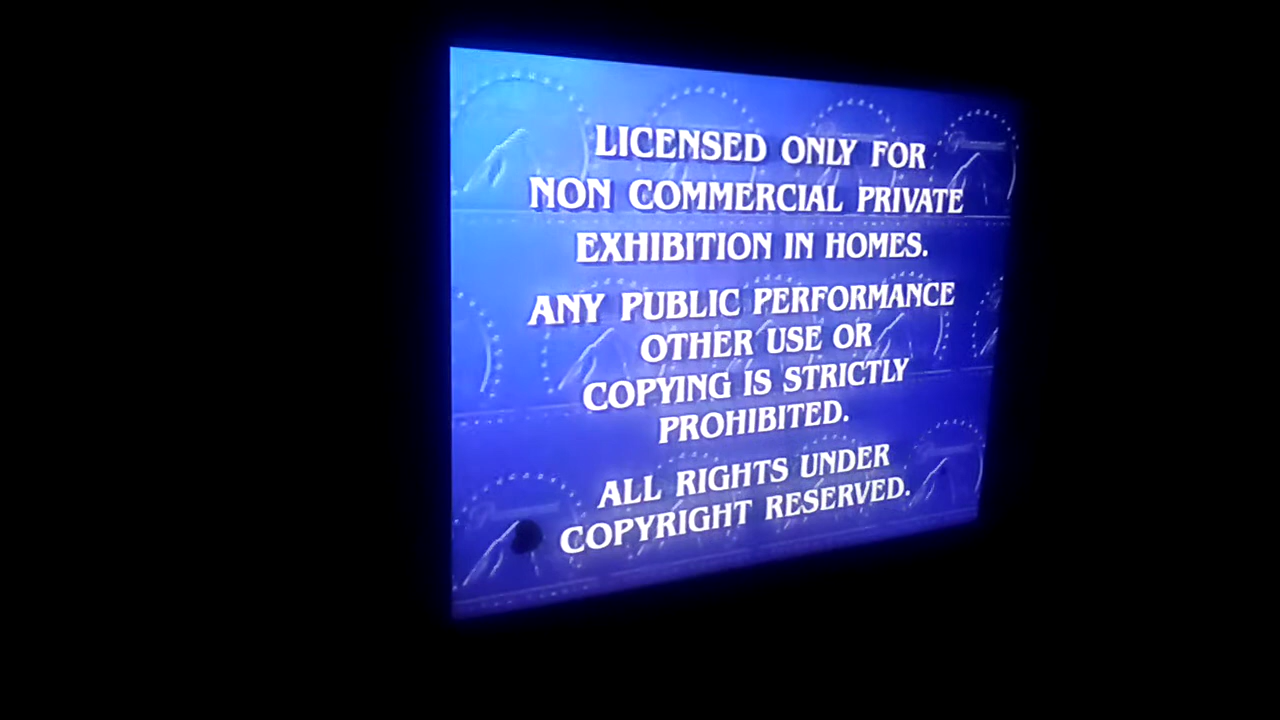 LICENSED ONLY FOR
NON COMMERCIAL PRIVATE
EXHIBITION IN HOMES.
ANY PUBLIC PERFORMANCE
OTHER USE OR
COPYING IS STRICTLY
PROHIBITED.
ALL RIGHTS UNDER
COPYRIGHT RESERVED.